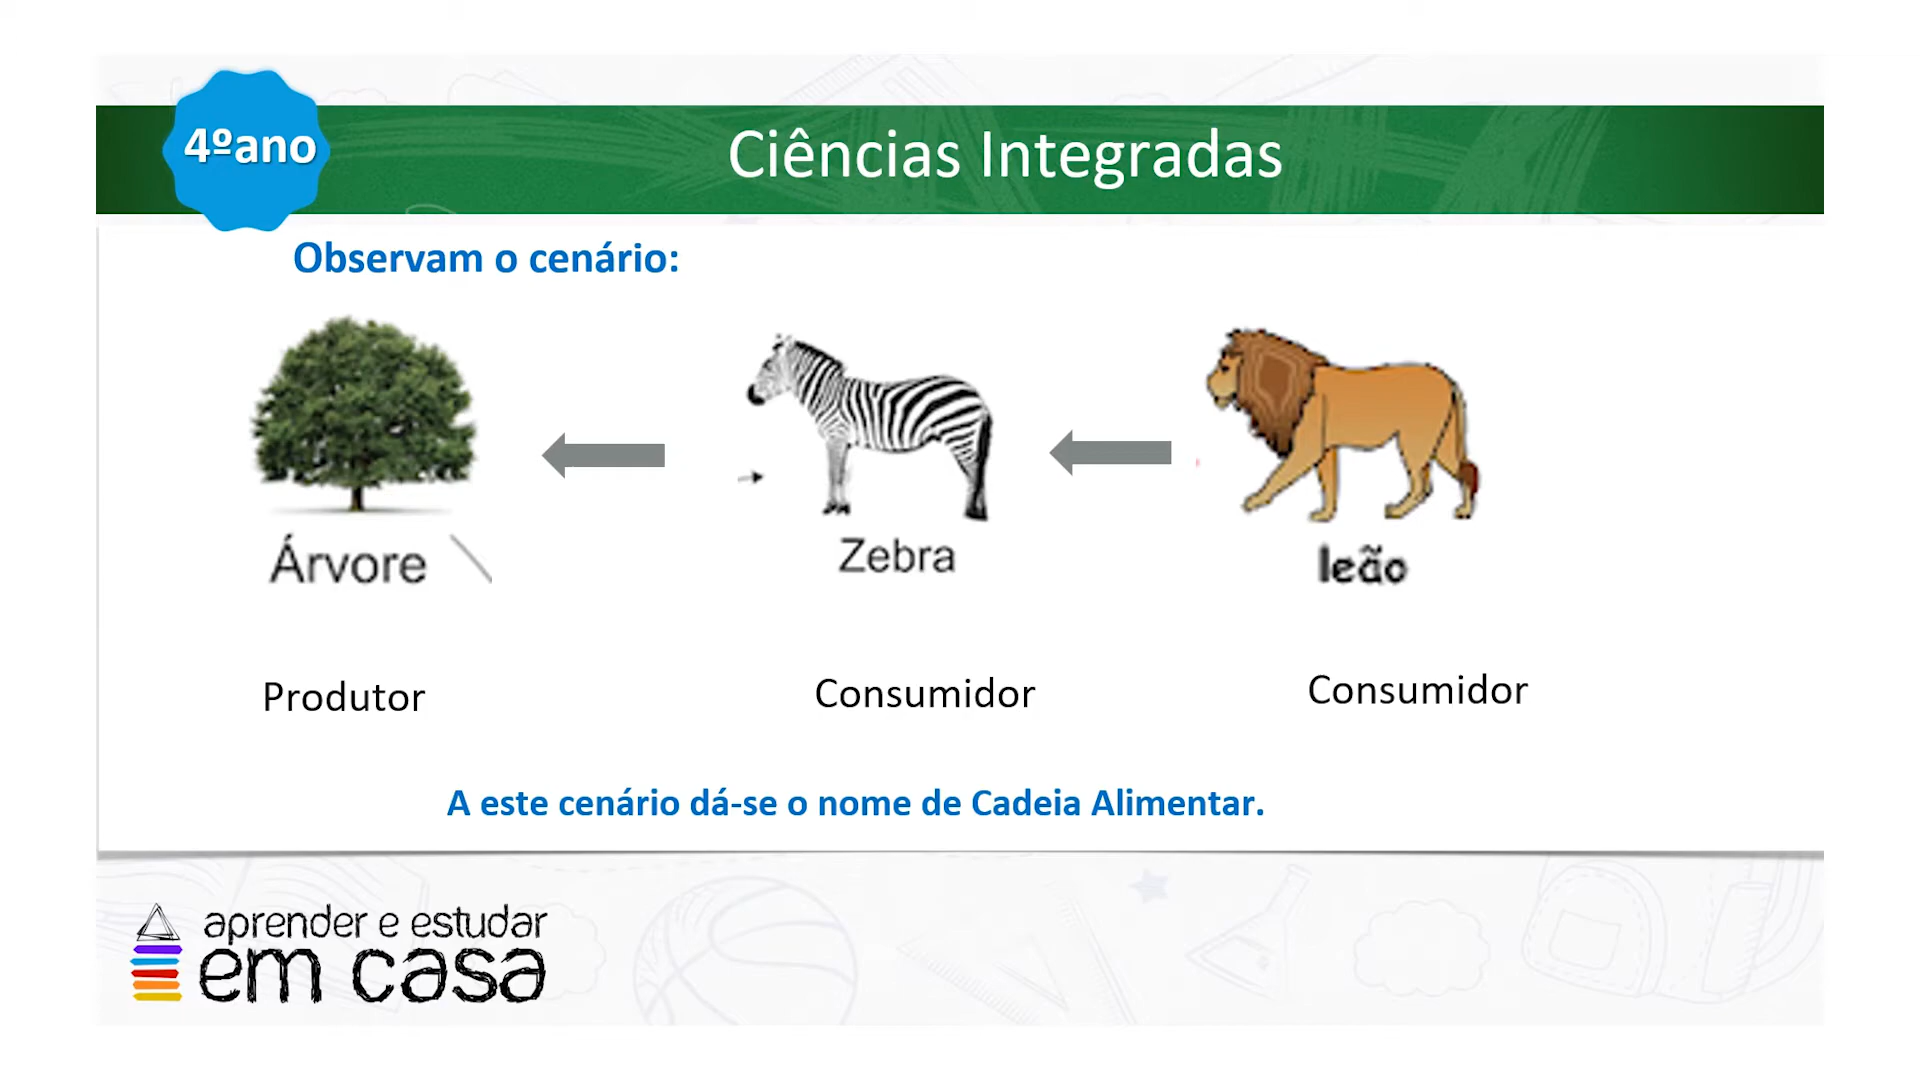 4ºano
Ciências Integradas
Observam o cenário:
Árvore
Zebra
leão
Produtor
Consumidor
Consumidor
A este cenário dá-se o nome de Cadeia Alimentar.
aprender e estudar
em casa